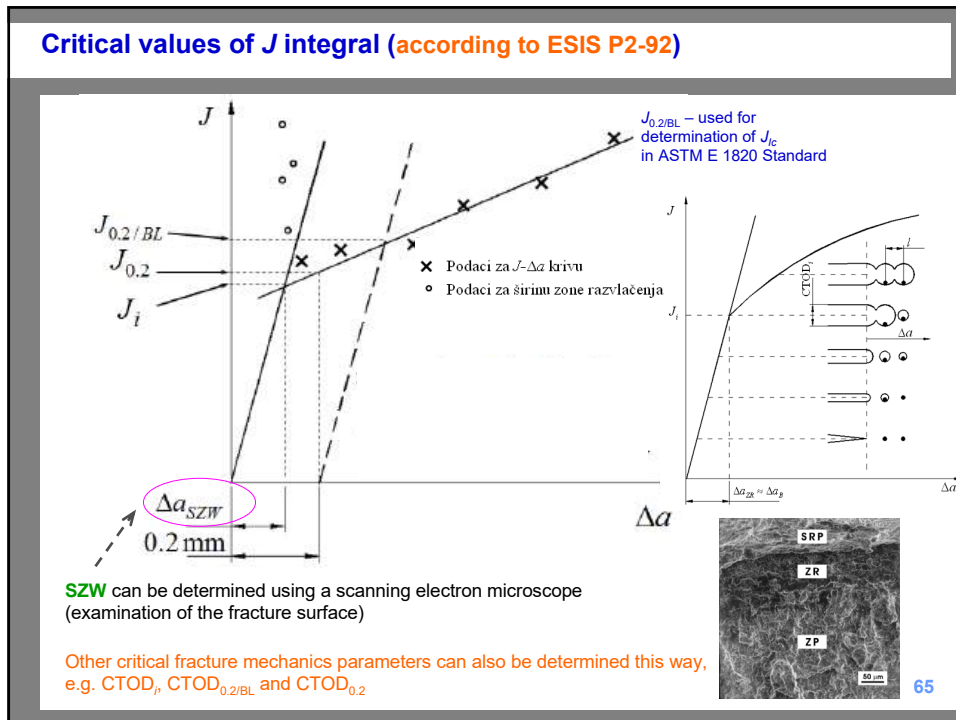 Critical values of J integral (according to ESIS P2-92)
J
J0.2/BL – used for
determination of JIc
in ASTM E 1820 Standard
J0.2/BL
J0.2
Ji
× Podaci za J-Δa krivu
o Podaci za širinu zone razvlačenja
ΔaSZW
0.2 mm
Δa
J
Ji
CTODi
l
Δa
ΔaZR ≈ ΔaB
Δa
SRP
ZR
ZP
50 μm
SZW can be determined using a scanning electron microscope
(examination of the fracture surface)
Other critical fracture mechanics parameters can also be determined this way,
e.g. CTODi, CTOD0.2/BL and CTOD0.2
65